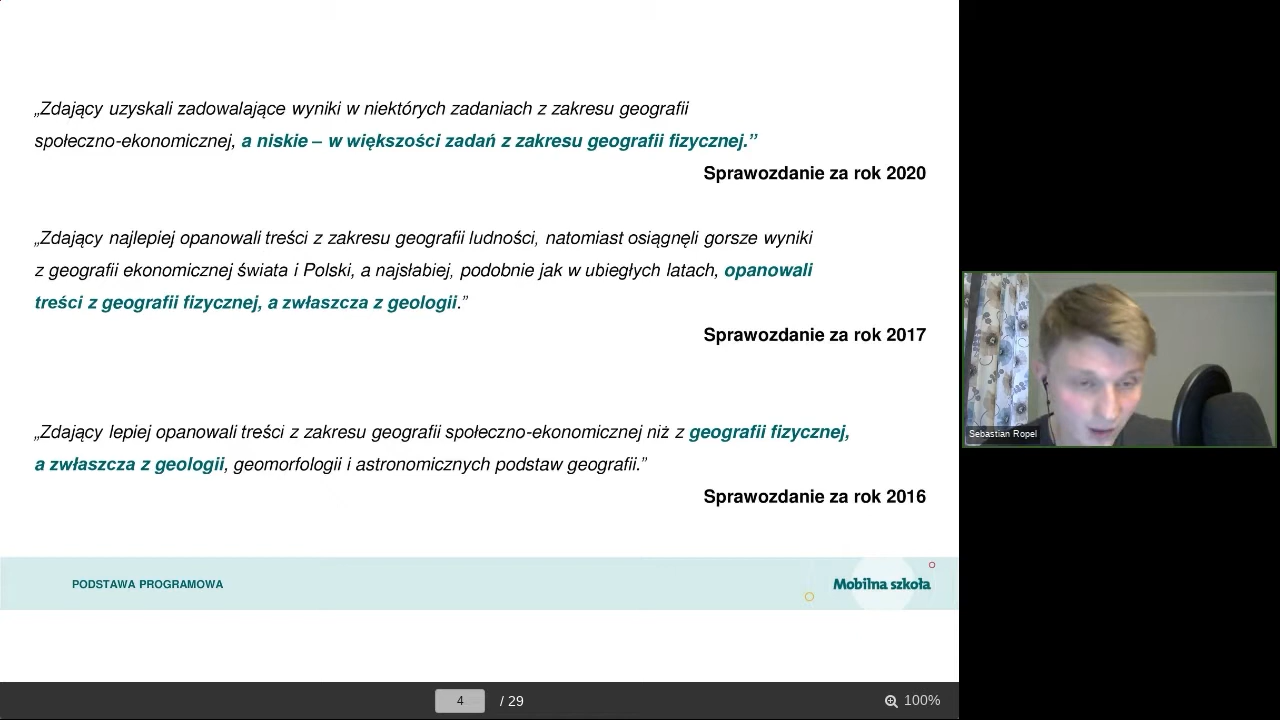 „Zdający uzyskali zadowalające wyniki w niektórych zadaniach z zakresu geografii
społeczno-ekonomicznej, a niskie – w większości zadań z zakresu geografii fizycznej.”
Sprawozdanie za rok 2020
„Zdający najlepiej opanowali treści z zakresu geografii ludności, natomiast osiągnęli gorsze wyniki
z geografii ekonomicznej świata i Polski, a najsłabiej, podobnie jak w ubiegłych latach, opanowali
treści z geografii fizycznej, a zwłaszcza z geologii.”
Sprawozdanie za rok 2017
„Zdający lepiej opanowali treści z zakresu geografii społeczno-ekonomicznej niż z geografii fizycznej,
a zwłaszcza z geologii, geomorfologii i astronomicznych podstaw geografii.”
Sprawozdanie za rok 2016
PODSTAWA PROGRAMOWA
Mobilna szkoła
4 / 29
100%
Sebastian Ropel